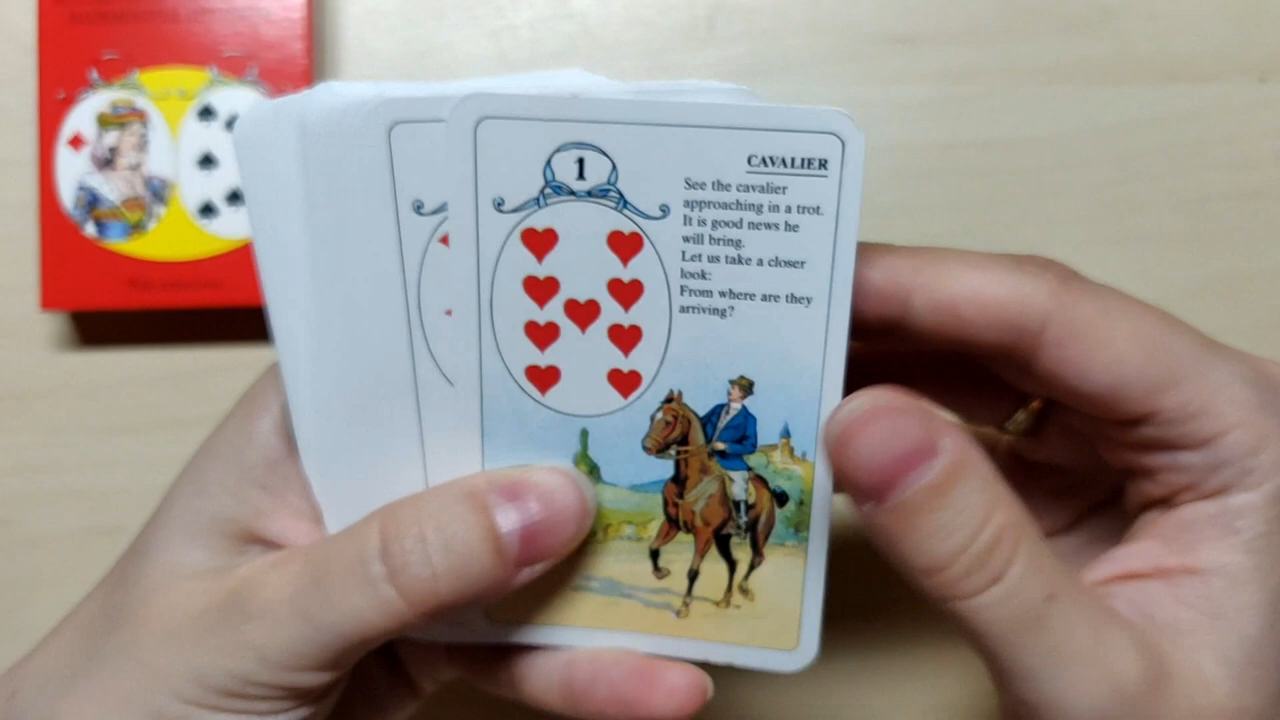 1
CAVALIER
See the cavalier
approaching in a trot.
It is good news he
will bring.
Let us take a closer
look:
From where are they
arriving?